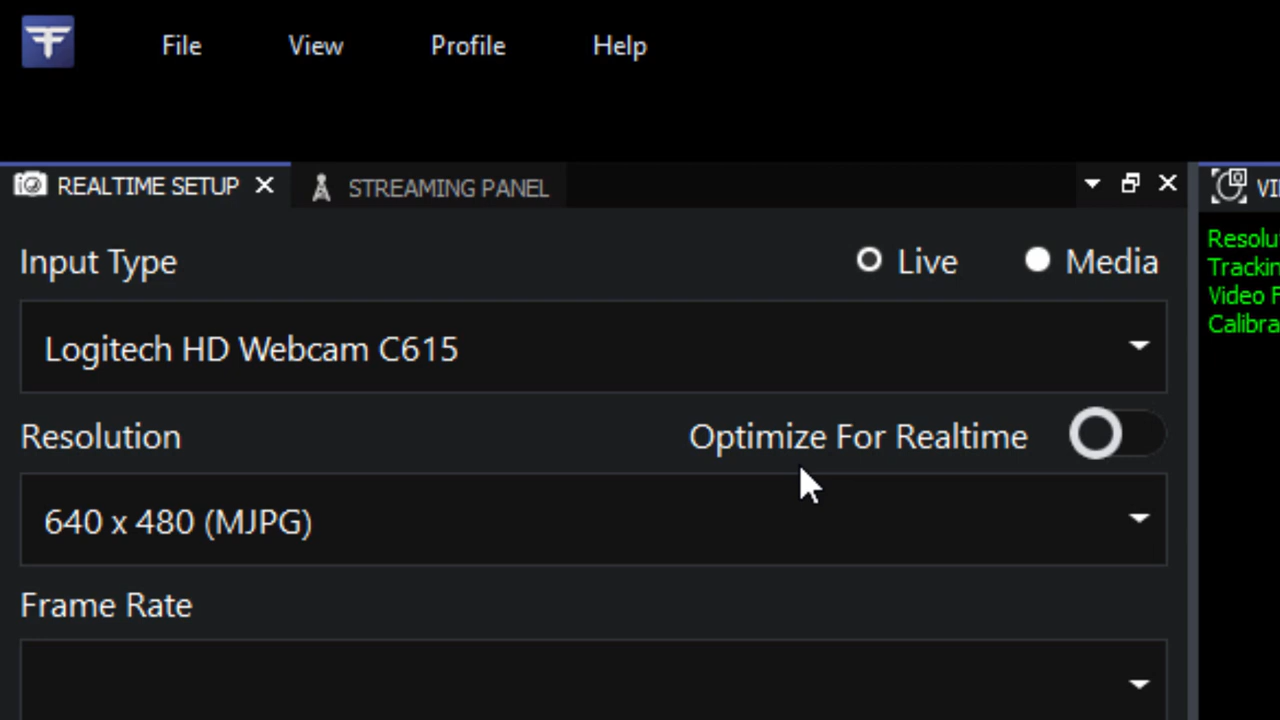 File View Profile Help
REALTIME SETUP STREAMING PANEL
Input Type Live Media
Logitech HD Webcam C615
Resolution Optimize For Realtime
640 x 480 (MJPG)
Frame Rate